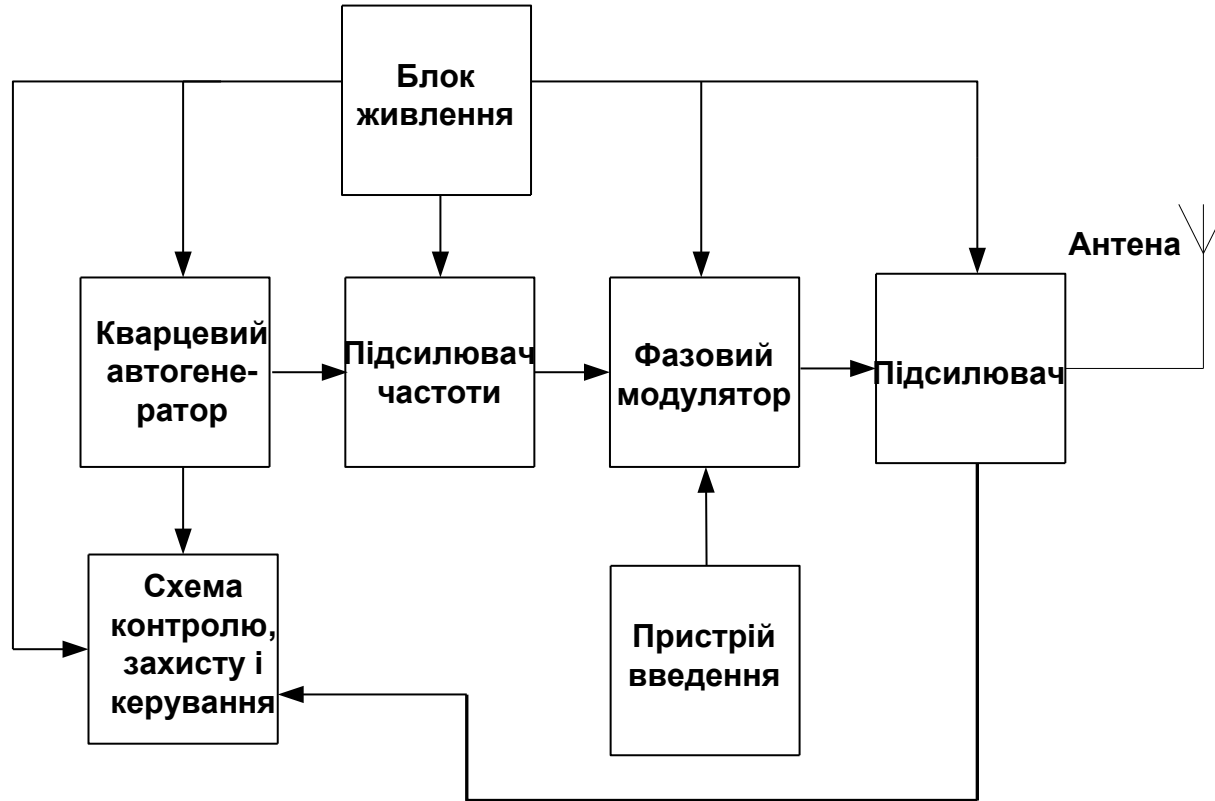 Блок
живлення
Антена
Кварцевий
автогене-
ратор
Підсилювач
частоти
Фазовий
модулятор
Підсилювач
Схема
контролю,
захисту і
керування
Пристрій
введення